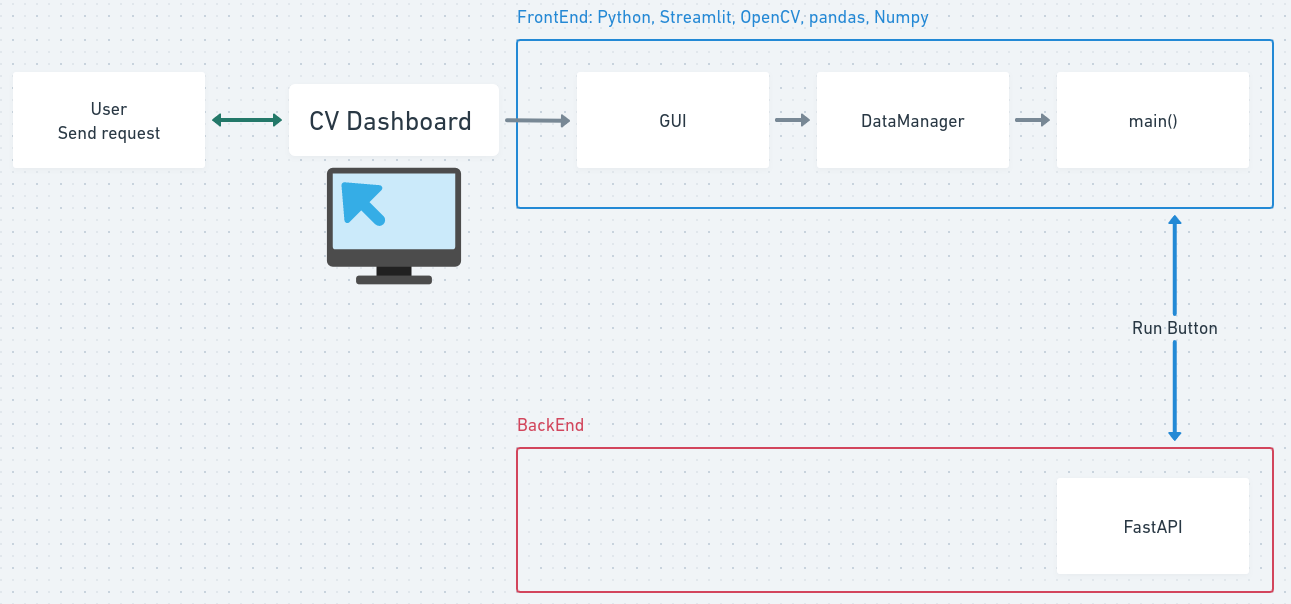 FrontEnd: Python, Streamlit, OpenCV, pandas, Numpy
User
Send request
CV Dashboard
GUI
DataManager
main()
Run Button
BackEnd
FastAPI